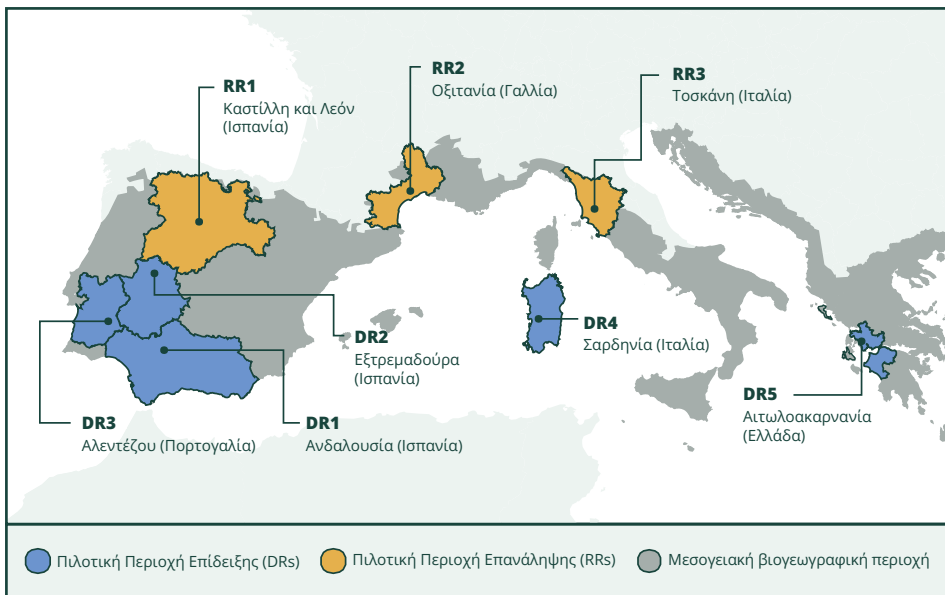 RR1
Καστίλλη και Λεόν
(Ισπανία)
RR2
Οξιτανία (Γαλλία)
RR3
Τοσκάνη (Ιταλία)
DR2
Εξτρεμαδούρα
(Ισπανία)
DR4
Σαρδηνία (Ιταλία)
DR5
Αιτωλοακαρνανία
(Ελλάδα)
DR3
Αλεντέζου (Πορτογαλία)
DR1
Ανδαλουσία (Ισπανία)
Πιλοτική Περιοχή Επίδειξης (DRs)
Πιλοτική Περιοχή Επανάληψης (RRs)
Μεσογειακή βιογεωγραφική περιοχή